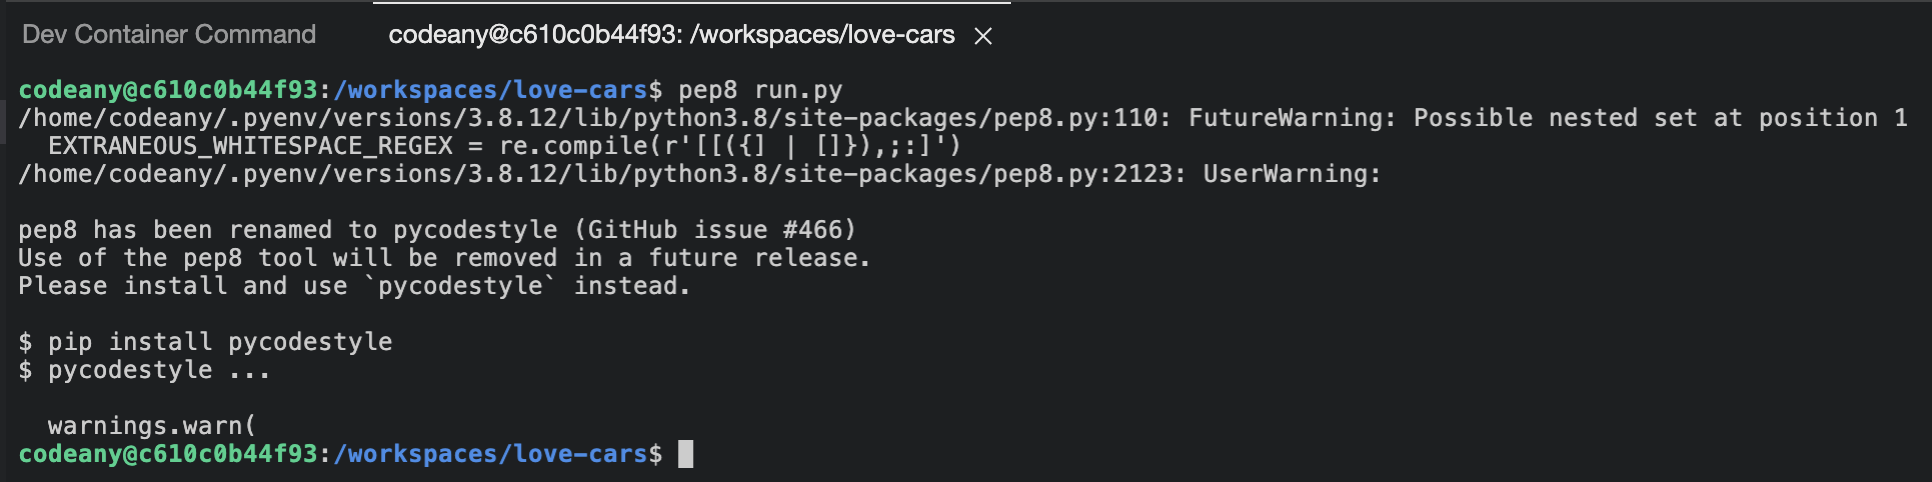 Dev Container Command
codeany@c610c0b44f93: /workspaces/love-cars
codeany@c610c0b44f93:/workspaces/love-cars$ pep8 run.py
/home/codeany/.pyenv/versions/3.8.12/lib/python3.8/site-packages/pep8.py:110: FutureWarning: Possible nested set at position 1
  EXTRANEOUS_WHITESPACE_REGEX = re.compile(r'[[({] | []}),;:]')
/home/codeany/.pyenv/versions/3.8.12/lib/python3.8/site-packages/pep8.py:2123: UserWarning:
pep8 has been renamed to pycodestyle (GitHub issue #466)
Use of the pep8 tool will be removed in a future release.
Please install and use `pycodestyle` instead.
$ pip install pycodestyle
$ pycodestyle ...
  warnings.warn(
codeany@c610c0b44f93:/workspaces/love-cars$